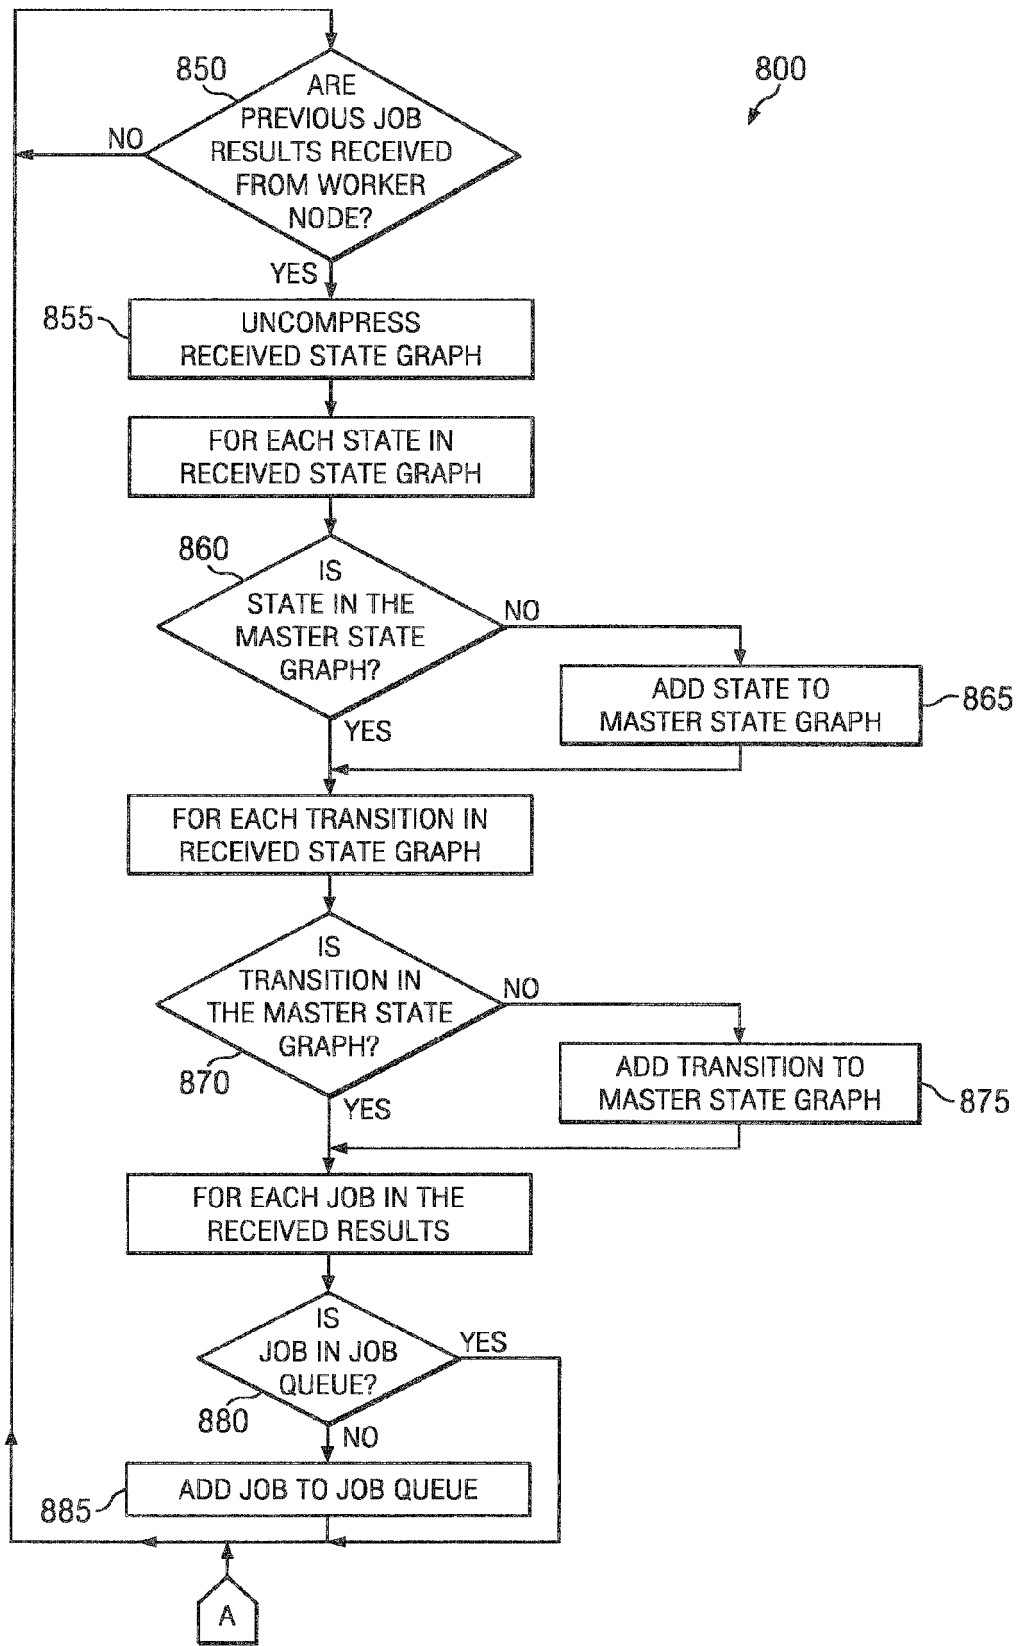 800
850
ARE
PREVIOUS JOB
RESULTS RECEIVED
FROM WORKER
NODE?
NO
YES
855
UNCOMPRESS
RECEIVED STATE GRAPH
FOR EACH STATE IN
RECEIVED STATE GRAPH
860
IS
STATE IN THE
MASTER STATE
GRAPH?
NO
YES
ADD STATE TO
MASTER STATE GRAPH
865
FOR EACH TRANSITION IN
RECEIVED STATE GRAPH
IS
TRANSITION IN
THE MASTER STATE
GRAPH?
870
NO
YES
ADD TRANSITION TO
MASTER STATE GRAPH
875
FOR EACH JOB IN THE
RECEIVED RESULTS
IS
JOB IN JOB
QUEUE?
880
YES
NO
ADD JOB TO JOB QUEUE
885
A